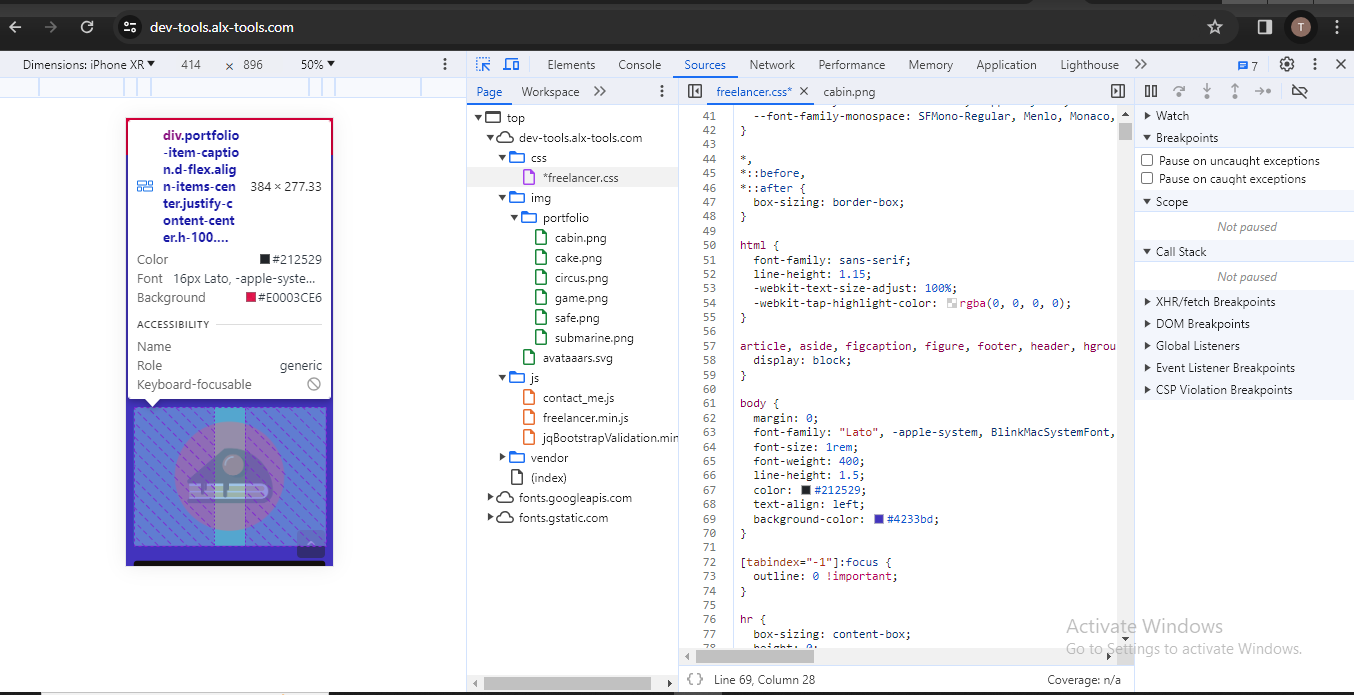 dev-tools.alx-tools.com
T
Dimensions: iPhone XR 414 × 896 50%
Elements Console Sources Network Performance Memory Application Lighthouse 7
Page Workspace
freelancer.css* cabin.png
top
dev-tools.alx-tools.com
css
*freelancer.css
img
portfolio
cabin.png
cake.png
circus.png
game.png
safe.png
submarine.png
avataaars.svg
js
contact_me.js
freelancer.min.js
jqBootstrapValidation.min
vendor
(index)
fonts.googleapis.com
fonts.gstatic.com
div.portfolio
-item-captio
n.d-flex.alig
n-items-cen
ter.justify-c
ontent-cent
er.h-100....
384 × 277.33
Color #212529
Font 16px Lato, -apple-syste...
Background #E0003CE6
ACCESSIBILITY
Name
Role generic
Keyboard-focusable
41 --font-family-monospace: SFMono-Regular, Menlo, Monaco,
42 }
43
44 *,
45 *::before,
46 *::after {
47 box-sizing: border-box;
48 }
49
50 html {
51 font-family: sans-serif;
52 line-height: 1.15;
53 -webkit-text-size-adjust: 100%;
54 -webkit-tap-highlight-color: rgba(0, 0, 0, 0);
55 }
56
57 article, aside, figcaption, figure, footer, header, hgrou
58 display: block;
59 }
60
61 body {
62 margin: 0;
63 font-family: "Lato", -apple-system, BlinkMacSystemFont,
64 font-size: 1rem;
65 font-weight: 400;
66 line-height: 1.5;
67 color: #212529;
68 text-align: left;
69 background-color: #4233bd;
70 }
71
72 [tabindex="-1"]:focus {
73 outline: 0 !important;
74 }
75
76 hr {
77 box-sizing: content-box;
78 height: 0;
{ } Line 69, Column 28 Coverage: n/a
Watch
Breakpoints
Pause on uncaught exceptions
Pause on caught exceptions
Scope
Not paused
Call Stack
Not paused
XHR/fetch Breakpoints
DOM Breakpoints
Global Listeners
Event Listener Breakpoints
CSP Violation Breakpoints
Activate Windows
Go to Settings to activate Windows.